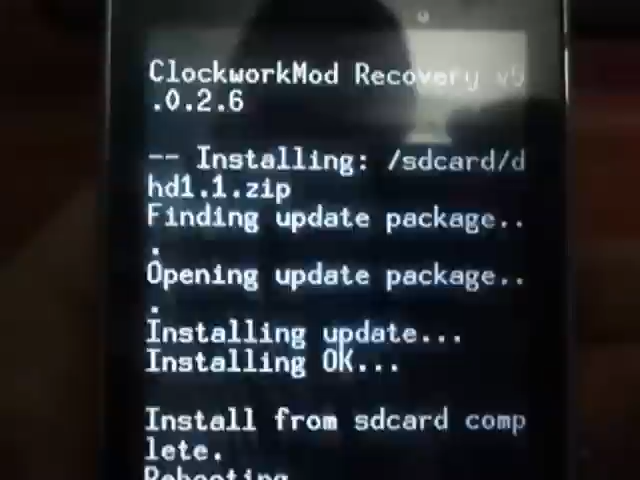 ClockworkMod Recovery v5
.0.2.6
-- Installing: /sdcard/d
hd1.1.zip
Finding update package..
.
Opening update package..
.
Installing update...
Installing OK...
Install from sdcard comp
lete.
Rebooting